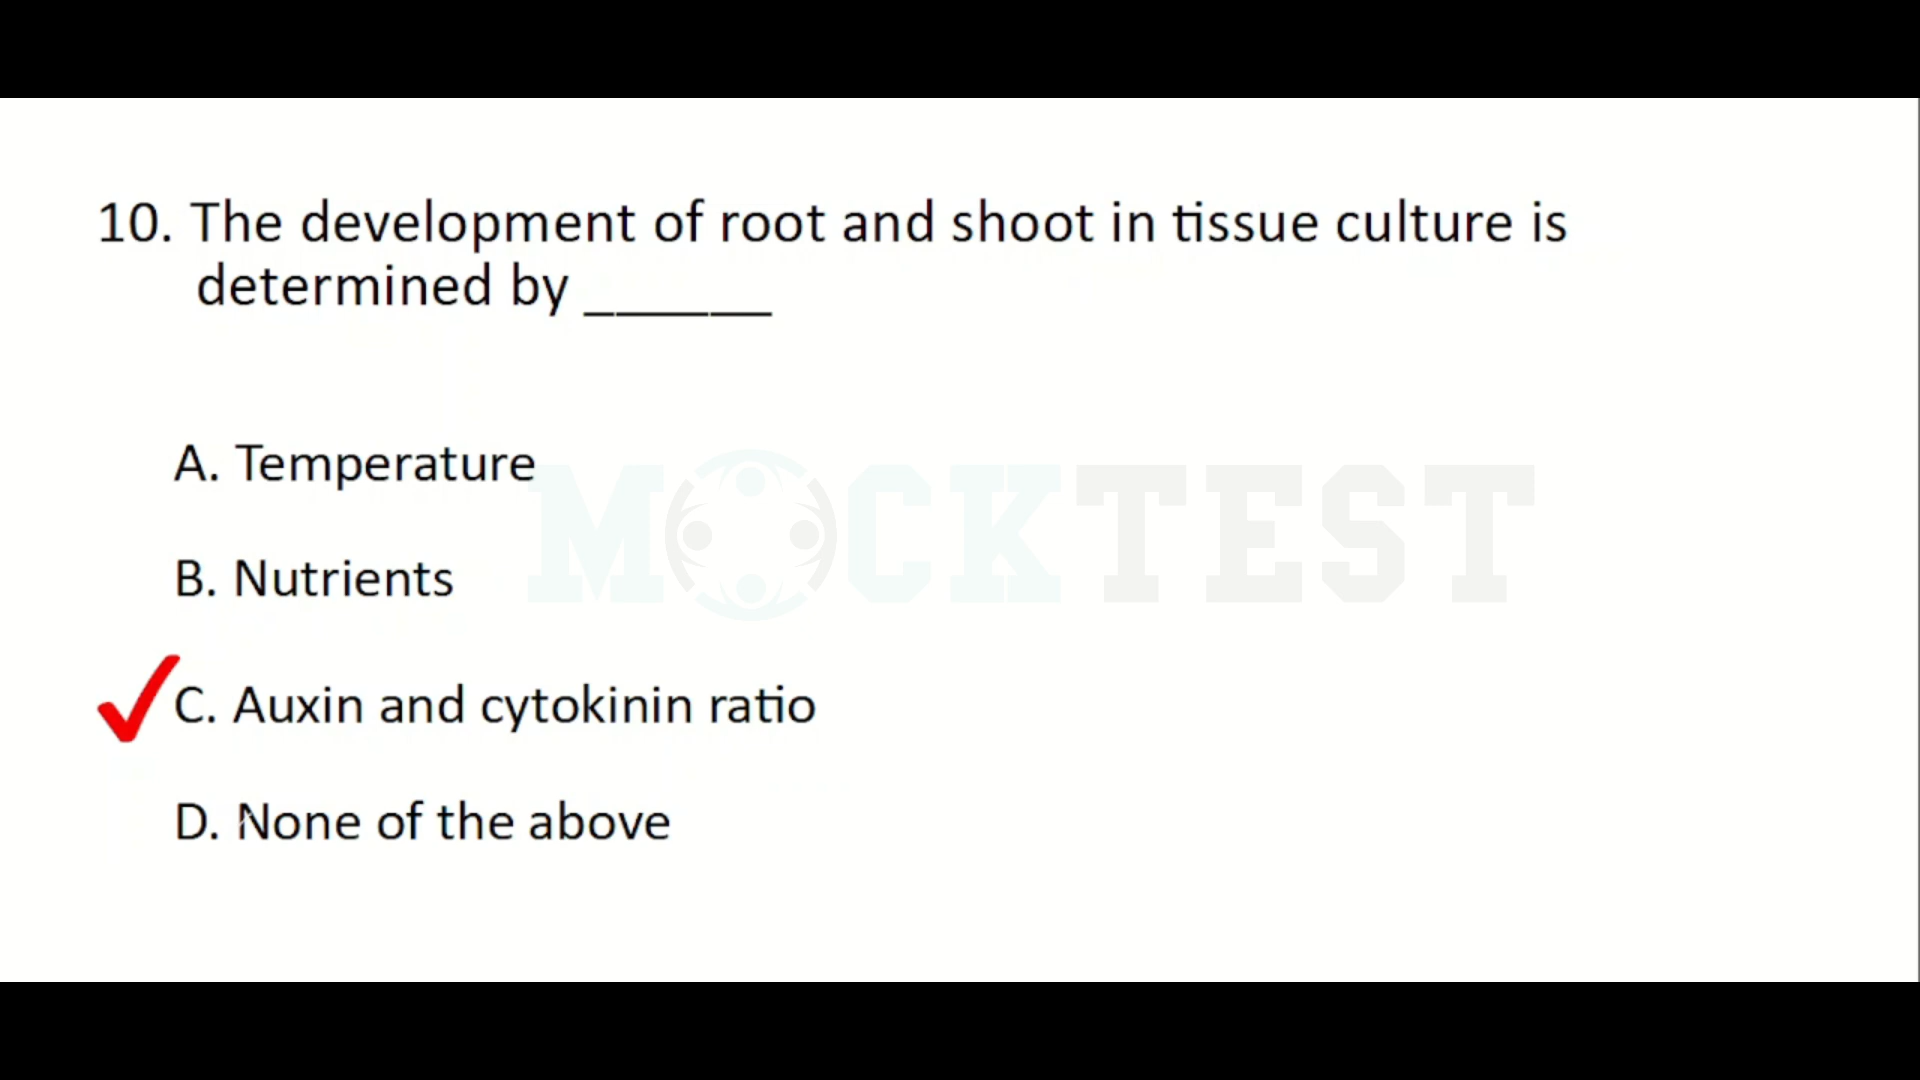 10. The development of root and shoot in tissue culture is
determined by ______
A. Temperature
B. Nutrients
C. Auxin and cytokinin ratio
D. None of the above
MOCKTEST